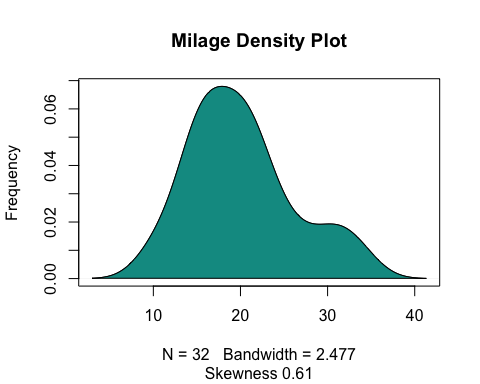 Milage Density Plot
Frequency
0.06
0.04
0.02
0.00
10 20 30 40
N = 32 Bandwidth = 2.477
Skewness 0.61